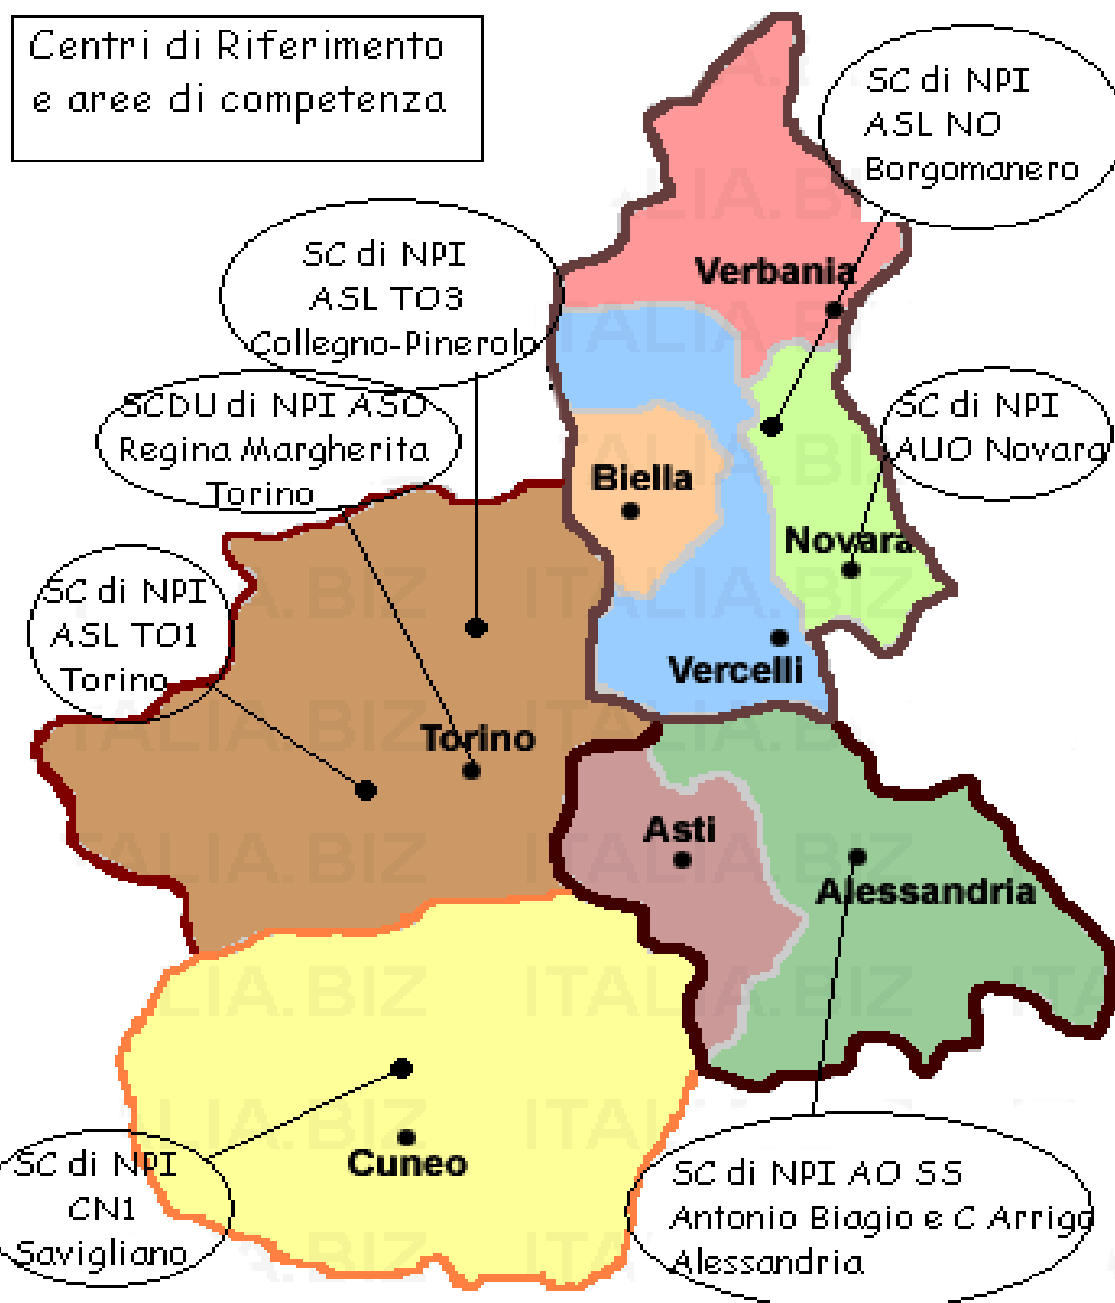 Centri di Riferimento
e aree di competenza
SC di NPI
ASL NO
Borgomanero
SC di NPI
ASL TO3
Collegno-Pinerolo
Verbania
SCDU di NPI ASO
Regina Margherita
Torino
SC di NPI
AUO Novara
Biella
Novara
SC di NPI
ASL TO1
Torino
Vercelli
Torino
Asti
Alessandria
Cuneo
SC di NPI
CN1
Savigliano
SC di NPI AO SS
Antonio Biagio e C Arrigo
Alessandria
ITALIA.BIZ